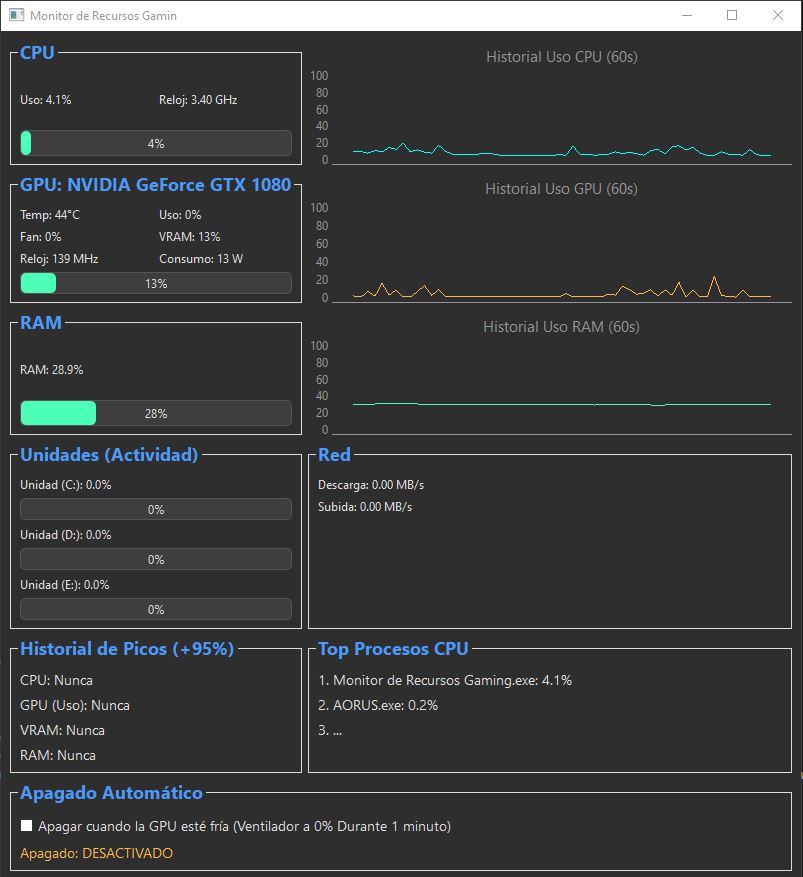 Monitor de Recursos Gamin
CPU
Uso: 4.1% Reloj: 3.40 GHz
4%
Historial Uso CPU (60s)
100
80
60
40
20
0
GPU: NVIDIA GeForce GTX 1080
Temp: 44°C Uso: 0%
Fan: 0% VRAM: 13%
Reloj: 139 MHz Consumo: 13 W
13%
Historial Uso GPU (60s)
100
80
60
40
20
0
RAM
RAM: 28.9%
28%
Historial Uso RAM (60s)
100
80
60
40
20
0
Unidades (Actividad)
Unidad (C:): 0.0%
0%
Unidad (D:): 0.0%
0%
Unidad (E:): 0.0%
0%
Red
Descarga: 0.00 MB/s
Subida: 0.00 MB/s
Historial de Picos (+95%)
CPU: Nunca
GPU (Uso): Nunca
VRAM: Nunca
RAM: Nunca
Top Procesos CPU
1. Monitor de Recursos Gaming.exe: 4.1%
2. AORUS.exe: 0.2%
3. ...
Apagado Automático
Apagar cuando la GPU esté fría (Ventilador a 0% Durante 1 minuto)
Apagado: DESACTIVADO